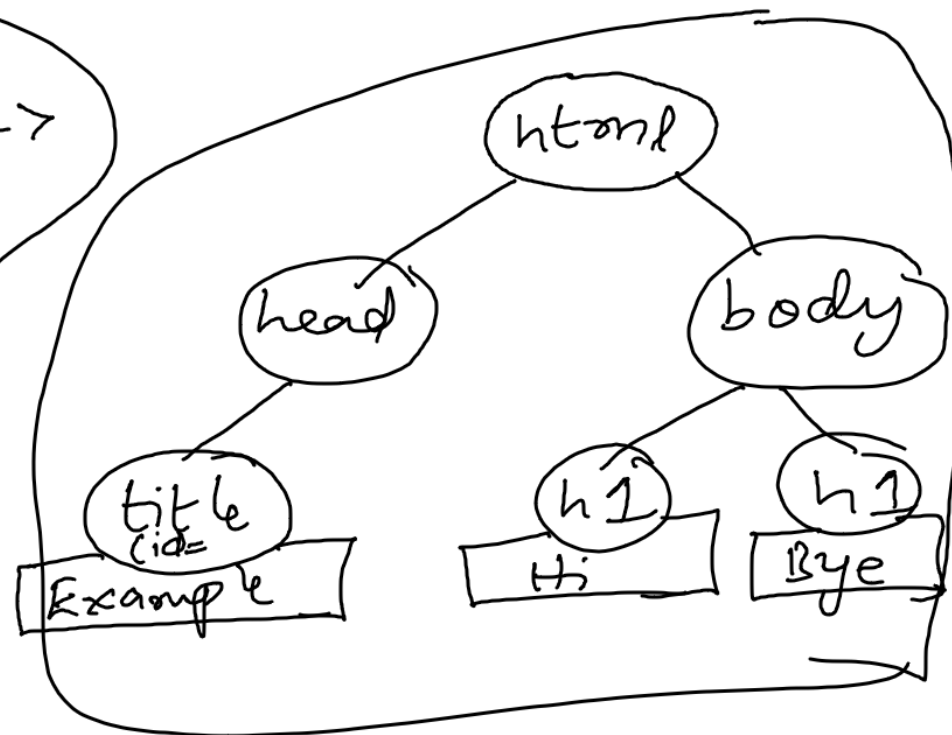 html
head
body
title
(id=
Example
h1
Hi
h1
Bye